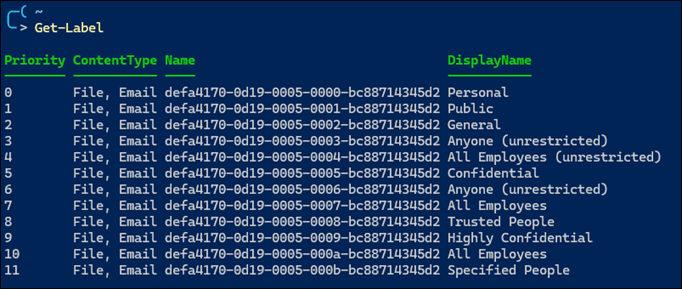 ~
> Get-Label
Priority ContentType Name DisplayName
0 File, Email defa4170-0d19-0005-0000-bc88714345d2 Personal
1 File, Email defa4170-0d19-0005-0001-bc88714345d2 Public
2 File, Email defa4170-0d19-0005-0002-bc88714345d2 General
3 File, Email defa4170-0d19-0005-0003-bc88714345d2 Anyone (unrestricted)
4 File, Email defa4170-0d19-0005-0004-bc88714345d2 All Employees (unrestricted)
5 File, Email defa4170-0d19-0005-0005-bc88714345d2 Confidential
6 File, Email defa4170-0d19-0005-0006-bc88714345d2 Anyone (unrestricted)
7 File, Email defa4170-0d19-0005-0007-bc88714345d2 All Employees
8 File, Email defa4170-0d19-0005-0008-bc88714345d2 Trusted People
9 File, Email defa4170-0d19-0005-0009-bc88714345d2 Highly Confidential
10 File, Email defa4170-0d19-0005-000a-bc88714345d2 All Employees
11 File, Email defa4170-0d19-0005-000b-bc88714345d2 Specified People